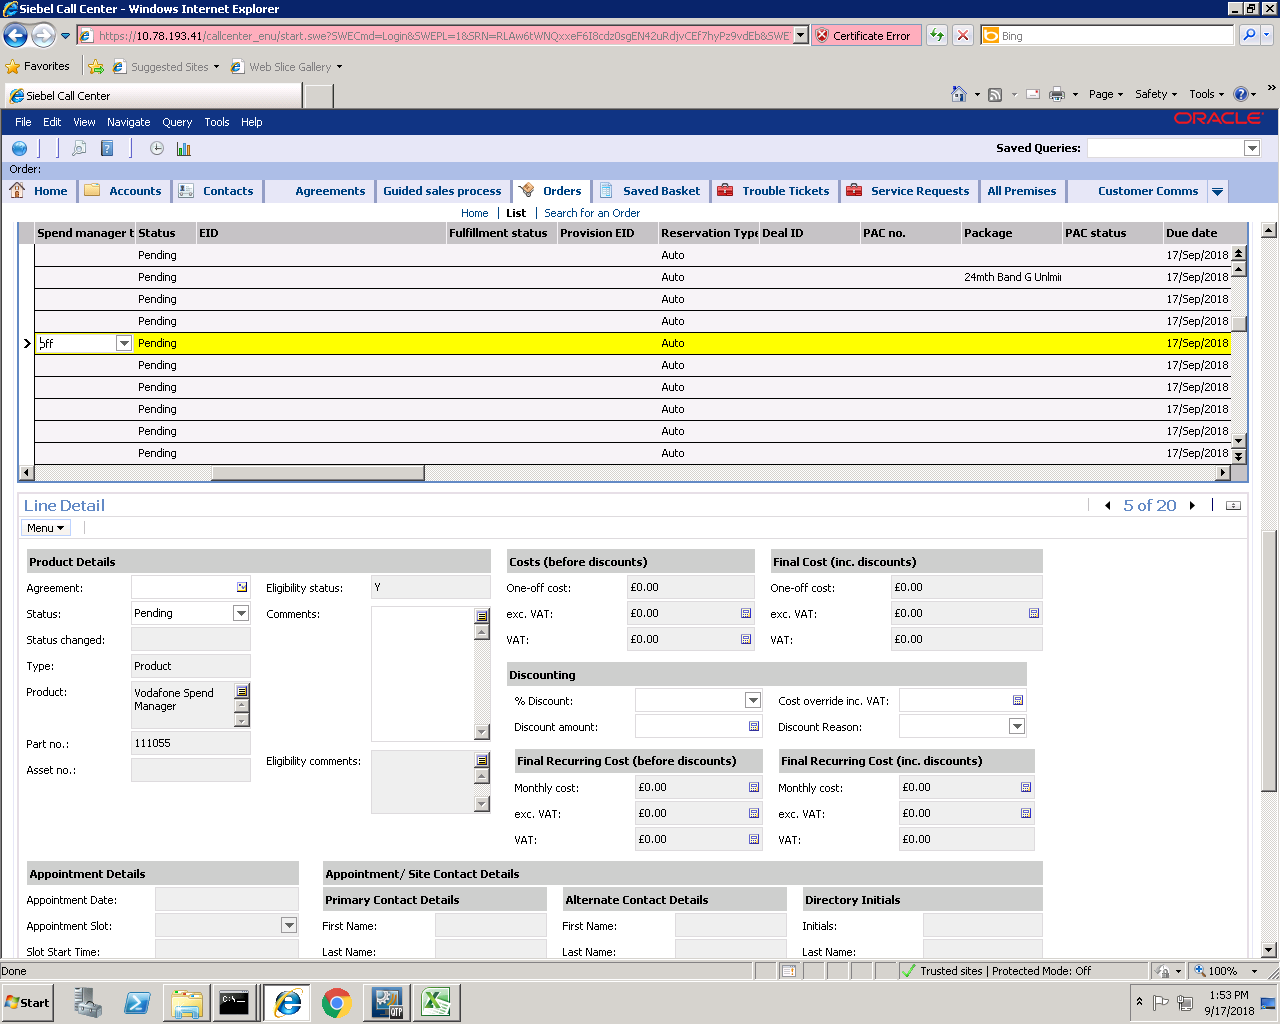 Siebel Call Center - Windows Internet Explorer
https://10.78.193.41/callcenter_enu/start.swe?SWECmd=Login&SWEPL=1&SRN=RLAw6tWNQxxeF6I8cdz0sgEN42uRdjvCEf7hyPz9vdEb&SWE Certificate Error Bing
Favorites Suggested Sites Web Slice Gallery
Siebel Call Center Page Safety Tools »
File Edit View Navigate Query Tools Help ORACLE
Saved Queries:
Order:
Home Accounts Contacts Agreements Guided sales process Orders Saved Basket Trouble Tickets Service Requests All Premises Customer Comms
Home | List | Search for an Order
Spend manager t Status EID Fulfillment status Provision EID Reservation Type Deal ID PAC no. Package PAC status Due date
Pending Auto 17/Sep/2018
Pending Auto 24mth Band G Unlmi 17/Sep/2018
Pending Auto 17/Sep/2018
Pending Auto 17/Sep/2018
off Pending Auto 17/Sep/2018
Pending Auto 17/Sep/2018
Pending Auto 17/Sep/2018
Pending Auto 17/Sep/2018
Pending Auto 17/Sep/2018
Pending Auto 17/Sep/2018
Line Detail 5 of 20
Menu
Product Details Costs (before discounts) Final Cost (inc. discounts)
Agreement: Eligibility status: Y One-off cost: £0.00 One-off cost: £0.00
Status: Pending Comments: exc. VAT: £0.00 exc. VAT: £0.00
Status changed: VAT: £0.00 VAT: £0.00
Type: Product
Discounting
Product: Vodafone Spend
Manager
% Discount: Cost override inc. VAT:
Discount amount: Discount Reason:
Part no.: 111055
Asset no.: Eligibility comments: Final Recurring Cost (before discounts) Final Recurring Cost (inc. discounts)
Monthly cost: £0.00 Monthly cost: £0.00
exc. VAT: £0.00 exc. VAT: £0.00
VAT: £0.00 VAT: £0.00
Appointment Details Appointment/ Site Contact Details
Appointment Date: Primary Contact Details Alternate Contact Details Directory Initials
Appointment Slot: First Name: First Name: Initials:
Slot Start Time: Last Name: Last Name: Last Name:
Done Trusted sites | Protected Mode: Off 100%
Start C:\ QTP 1:53 PM
9/17/2018